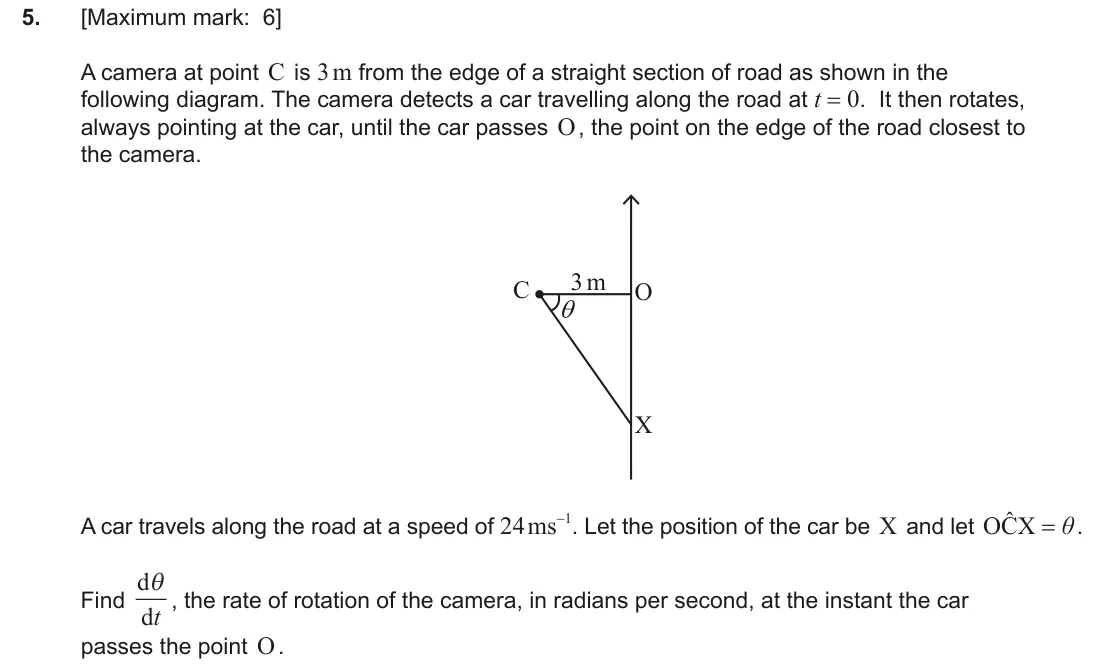 5. [Maximum mark: 6]
A camera at point C is 3 m from the edge of a straight section of road as shown in the
following diagram. The camera detects a car travelling along the road at t = 0. It then rotates,
always pointing at the car, until the car passes O, the point on the edge of the road closest to
the camera.
3 m
C
O
θ
X
A car travels along the road at a speed of 24 ms⁻¹. Let the position of the car be X and let OĈX = θ.
Find dθ/dt, the rate of rotation of the camera, in radians per second, at the instant the car
passes the point O.